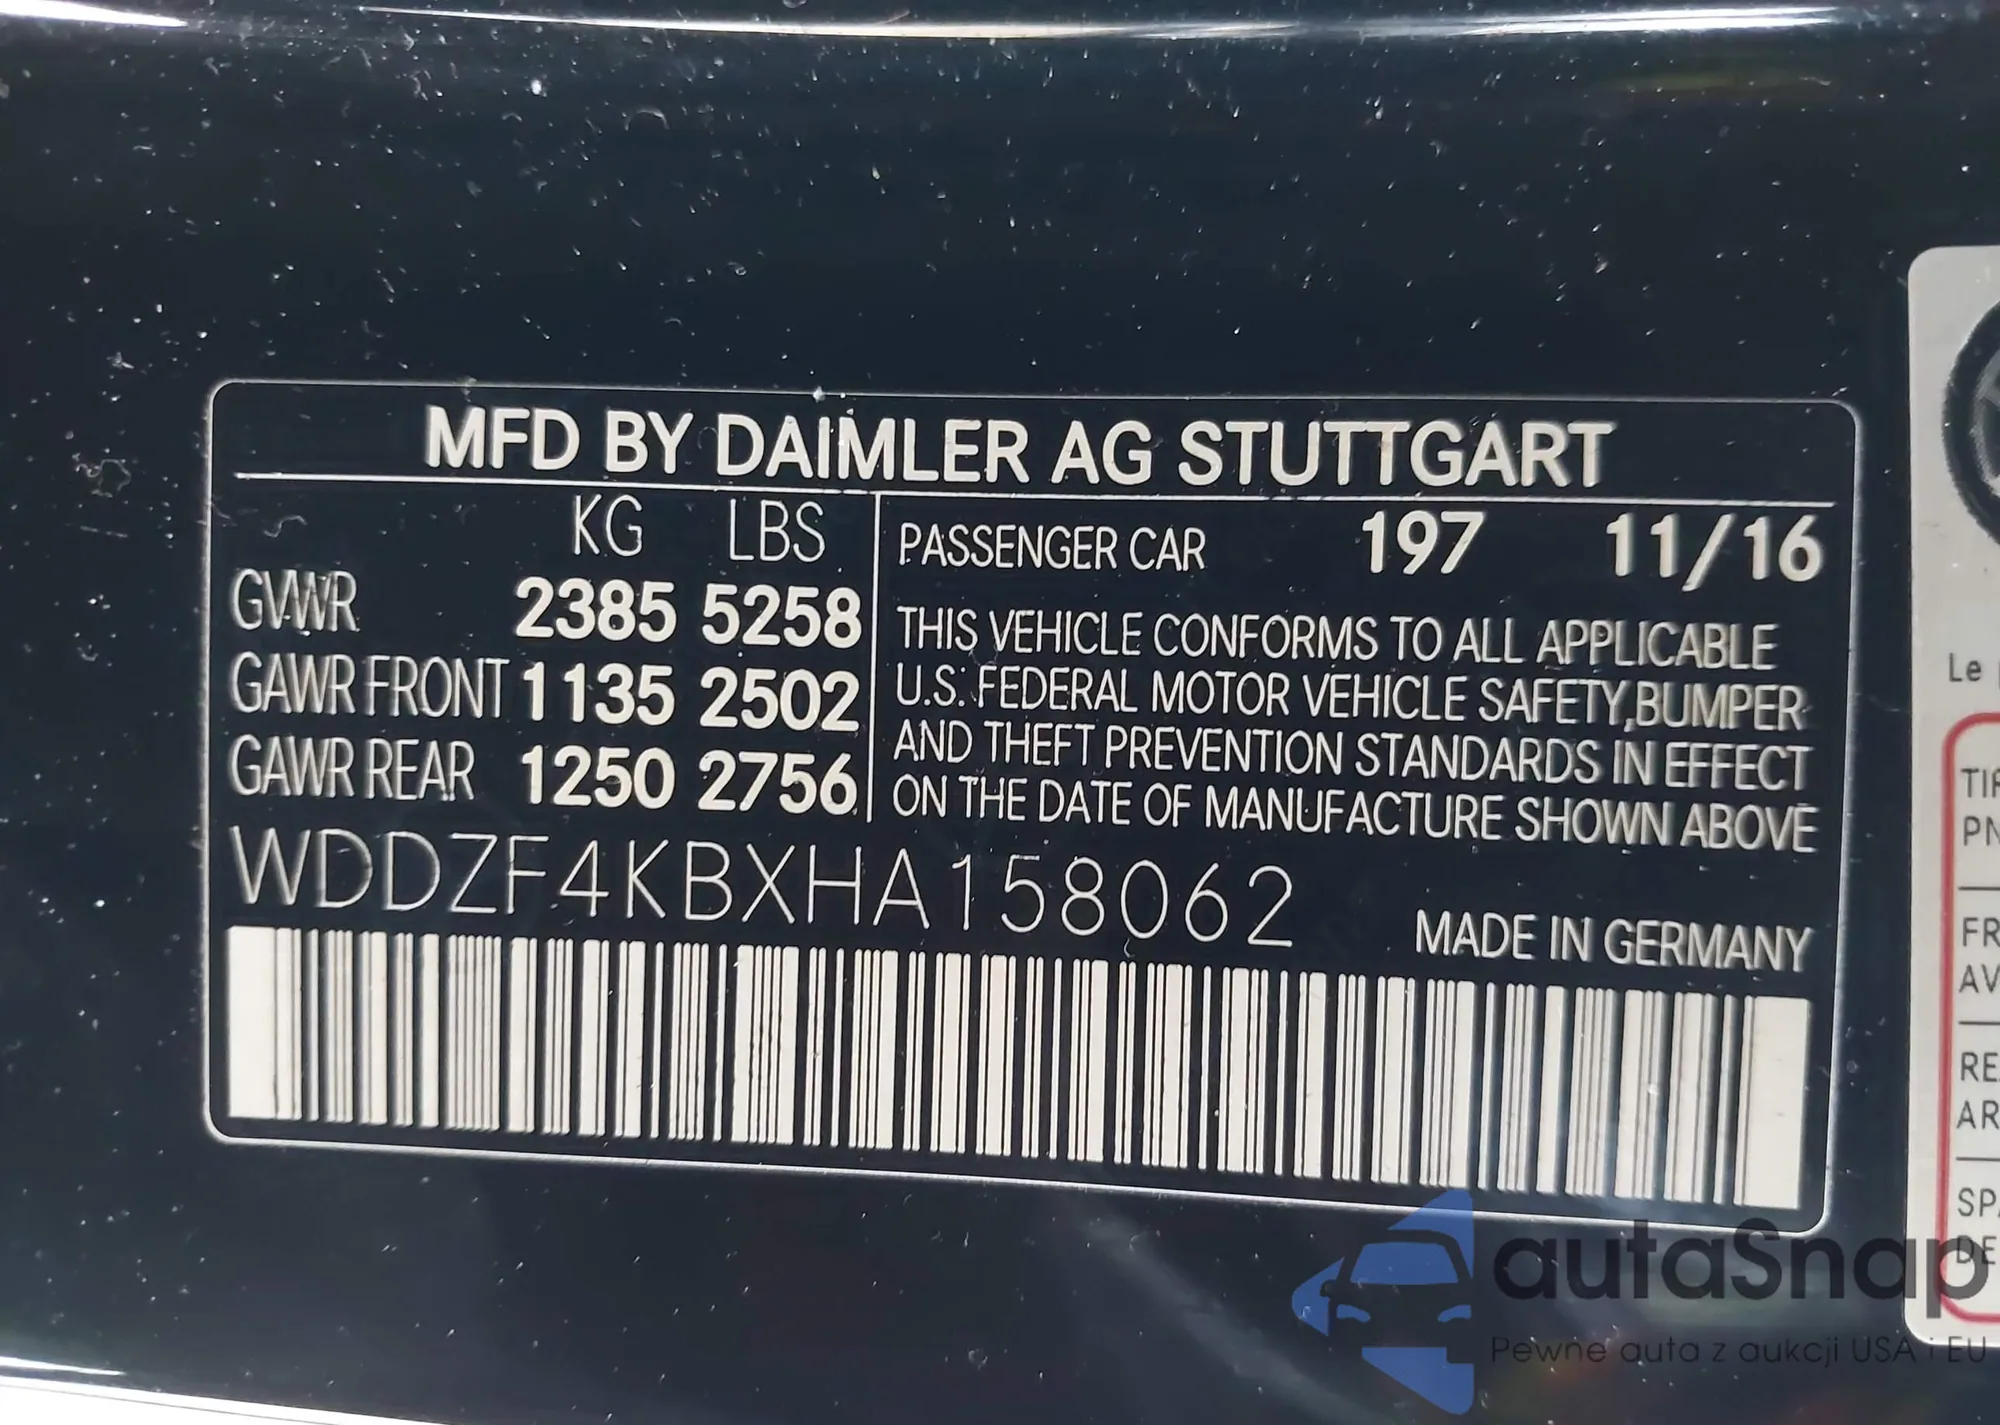 MFD BY DAIMLER AG STUTTGART
KG LBS
GVWR 2385 5258
GAWR FRONT 1135 2502
GAWR REAR 1250 2756
PASSENGER CAR 197 11/16
THIS VEHICLE CONFORMS TO ALL APPLICABLE
U.S. FEDERAL MOTOR VEHICLE SAFETY,BUMPER
AND THEFT PREVENTION STANDARDS IN EFFECT
ON THE DATE OF MANUFACTURE SHOWN ABOVE
WDDZF4KBXHA158062
MADE IN GERMANY
Le
autaSnap
Pewne auta z aukcji USA i EU